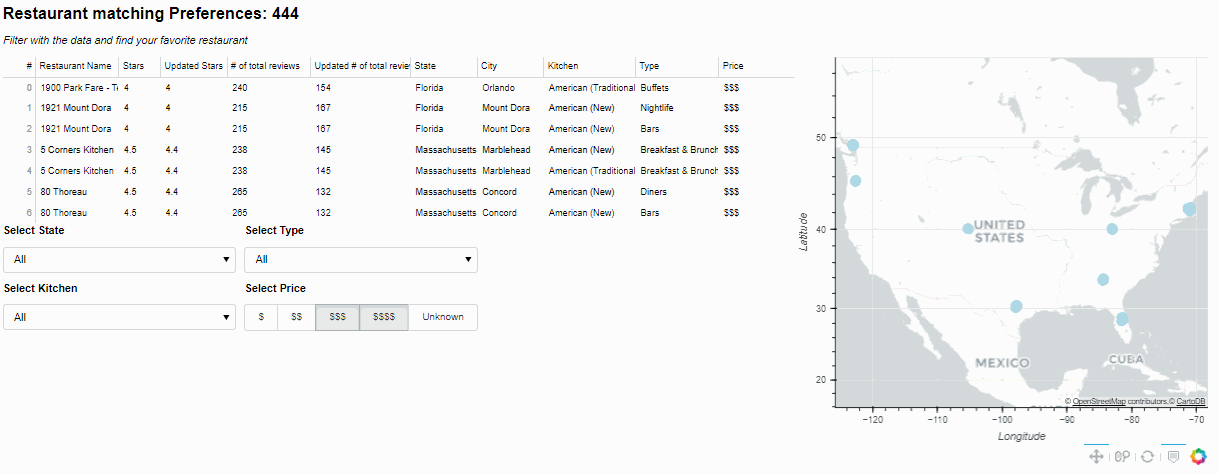 Restaurant matching Preferences: 444
Filter with the data and find your favorite restaurant
# Restaurant Name Stars Updated Stars # of total reviews Updated # of total revie State City Kitchen Type Price
0 1900 Park Fare - Te 4 4 240 154 Florida Orlando American (Traditional Buffets $$$
1 1921 Mount Dora 4 4 215 167 Florida Mount Dora American (New) Nightlife $$$
2 1921 Mount Dora 4 4 215 167 Florida Mount Dora American (New) Bars $$$
3 5 Corners Kitchen 4.5 4.4 238 145 Massachusetts Marblehead American (New) Breakfast & Brunch $$$
4 5 Corners Kitchen 4.5 4.4 238 145 Massachusetts Marblehead American (Traditional Breakfast & Brunch $$$
5 80 Thoreau 4.5 4.4 265 132 Massachusetts Concord American (New) Diners $$$
6 80 Thoreau 4.5 4.4 265 132 Massachusetts Concord American (New) Bars $$$
Select State Select Type
All All
Select Kitchen Select Price
All $ $$ $$$ $$$$ Unknown
50
40
30
20
Latitude
UNITED
STATES
MEXICO
CUBA
© OpenStreetMap contributors,© CartoDB
−120 −110 −100 −90 −80 −70
Longitude